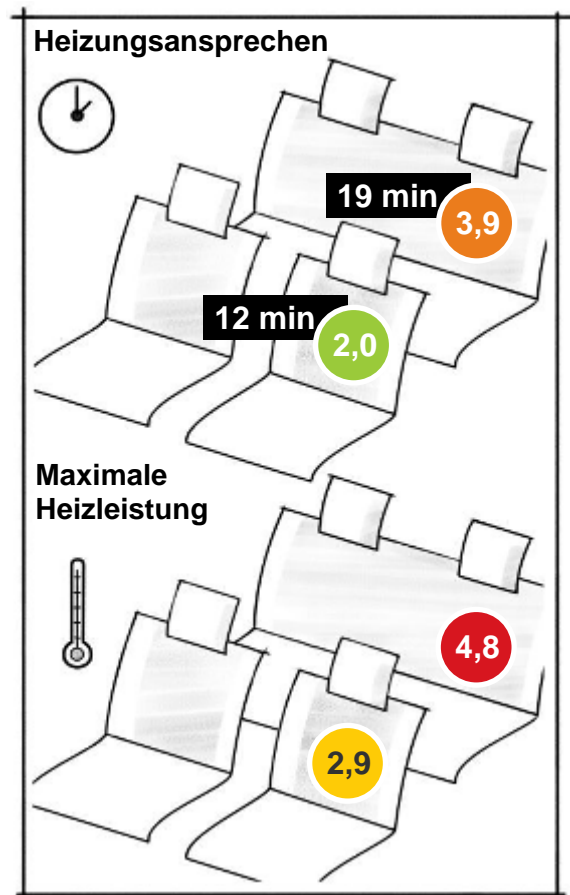 Heizungsansprechen
19 min
3,9
12 min
2,0
Maximale
Heizleistung
4,8
2,9